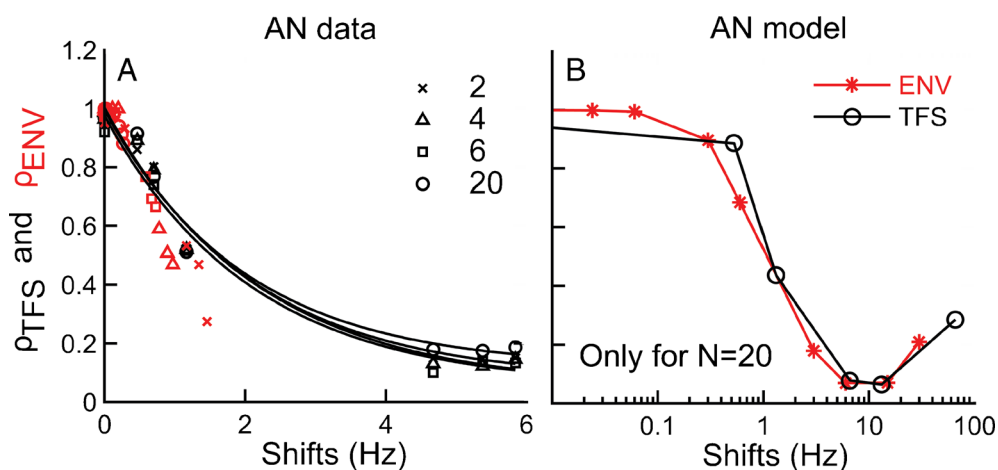 AN data
AN model
A
B
1.2
1
0.8
0.6
0.4
0.2
0
ρTFS and ρENV
2
4
6
20
0
2
4
6
Shifts (Hz)
ENV
TFS
Only for N=20
0.1
1
10
100
Shifts (Hz)